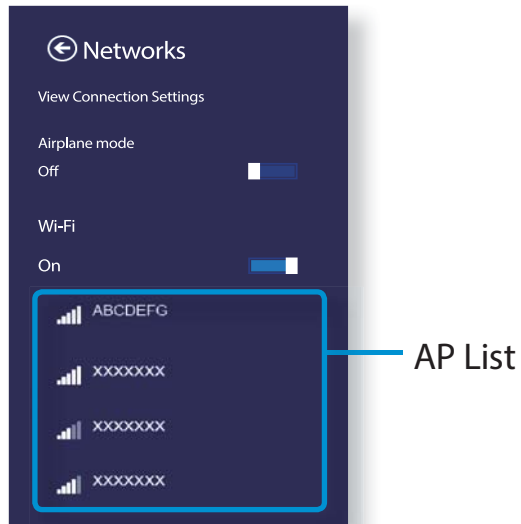 Networks
View Connection Settings
Airplane mode
Off
Wi-Fi
On
ABCDEFG
XXXXXXX
XXXXXXX
XXXXXXX
AP List